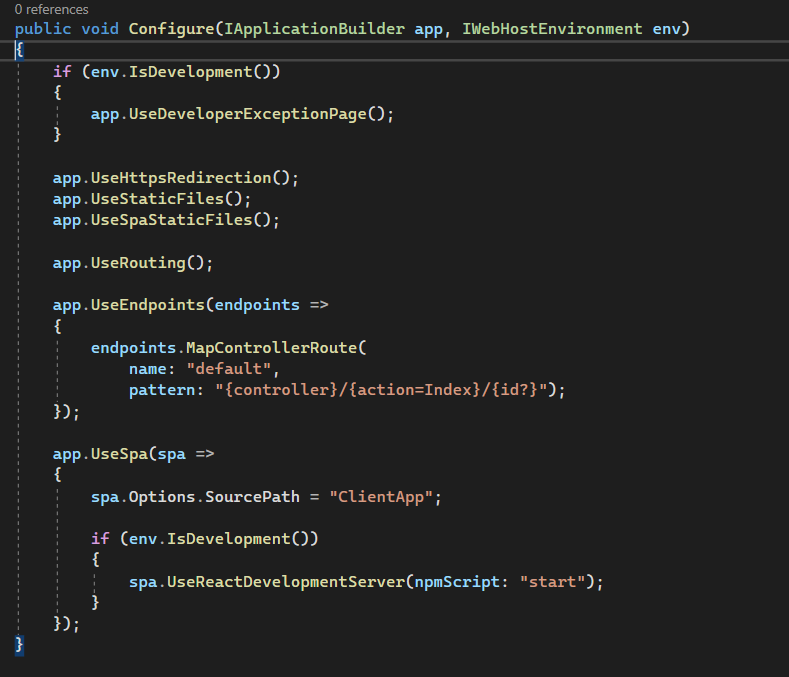 0 references
public void Configure(IApplicationBuilder app, IWebHostEnvironment env)
{
    if (env.IsDevelopment())
    {
        app.UseDeveloperExceptionPage();
    }

    app.UseHttpsRedirection();
    app.UseStaticFiles();
    app.UseSpaStaticFiles();

    app.UseRouting();

    app.UseEndpoints(endpoints =>
    {
        endpoints.MapControllerRoute(
            name: "default",
            pattern: "{controller}/{action=Index}/{id?}");
    });

    app.UseSpa(spa =>
    {
        spa.Options.SourcePath = "ClientApp";

        if (env.IsDevelopment())
        {
            spa.UseReactDevelopmentServer(npmScript: "start");
        }
    });
}